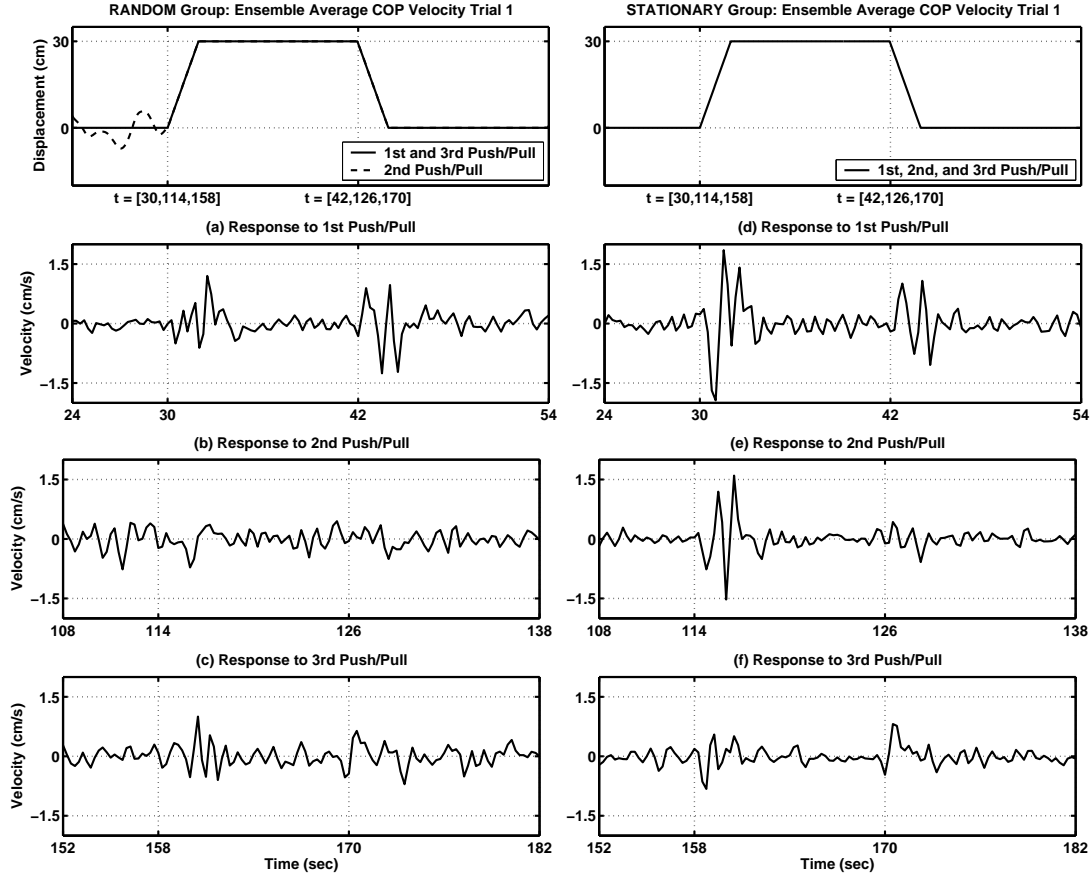 RANDOM Group: Ensemble Average COP Velocity Trial 1
Displacement (cm)
30
0
1st and 3rd Push/Pull
2nd Push/Pull
t = [30,114,158]
t = [42,126,170]
(a) Response to 1st Push/Pull
Velocity (cm/s)
1.5
0
−1.5
24
30
42
54
(b) Response to 2nd Push/Pull
Velocity (cm/s)
1.5
0
−1.5
108
114
126
138
(c) Response to 3rd Push/Pull
Velocity (cm/s)
1.5
0
−1.5
152
158
170
182
Time (sec)
STATIONARY Group: Ensemble Average COP Velocity Trial 1
30
0
1st, 2nd, and 3rd Push/Pull
t = [30,114,158]
t = [42,126,170]
(d) Response to 1st Push/Pull
1.5
0
−1.5
24
30
42
54
(e) Response to 2nd Push/Pull
1.5
0
−1.5
108
114
126
138
(f) Response to 3rd Push/Pull
1.5
0
−1.5
152
158
170
182
Time (sec)